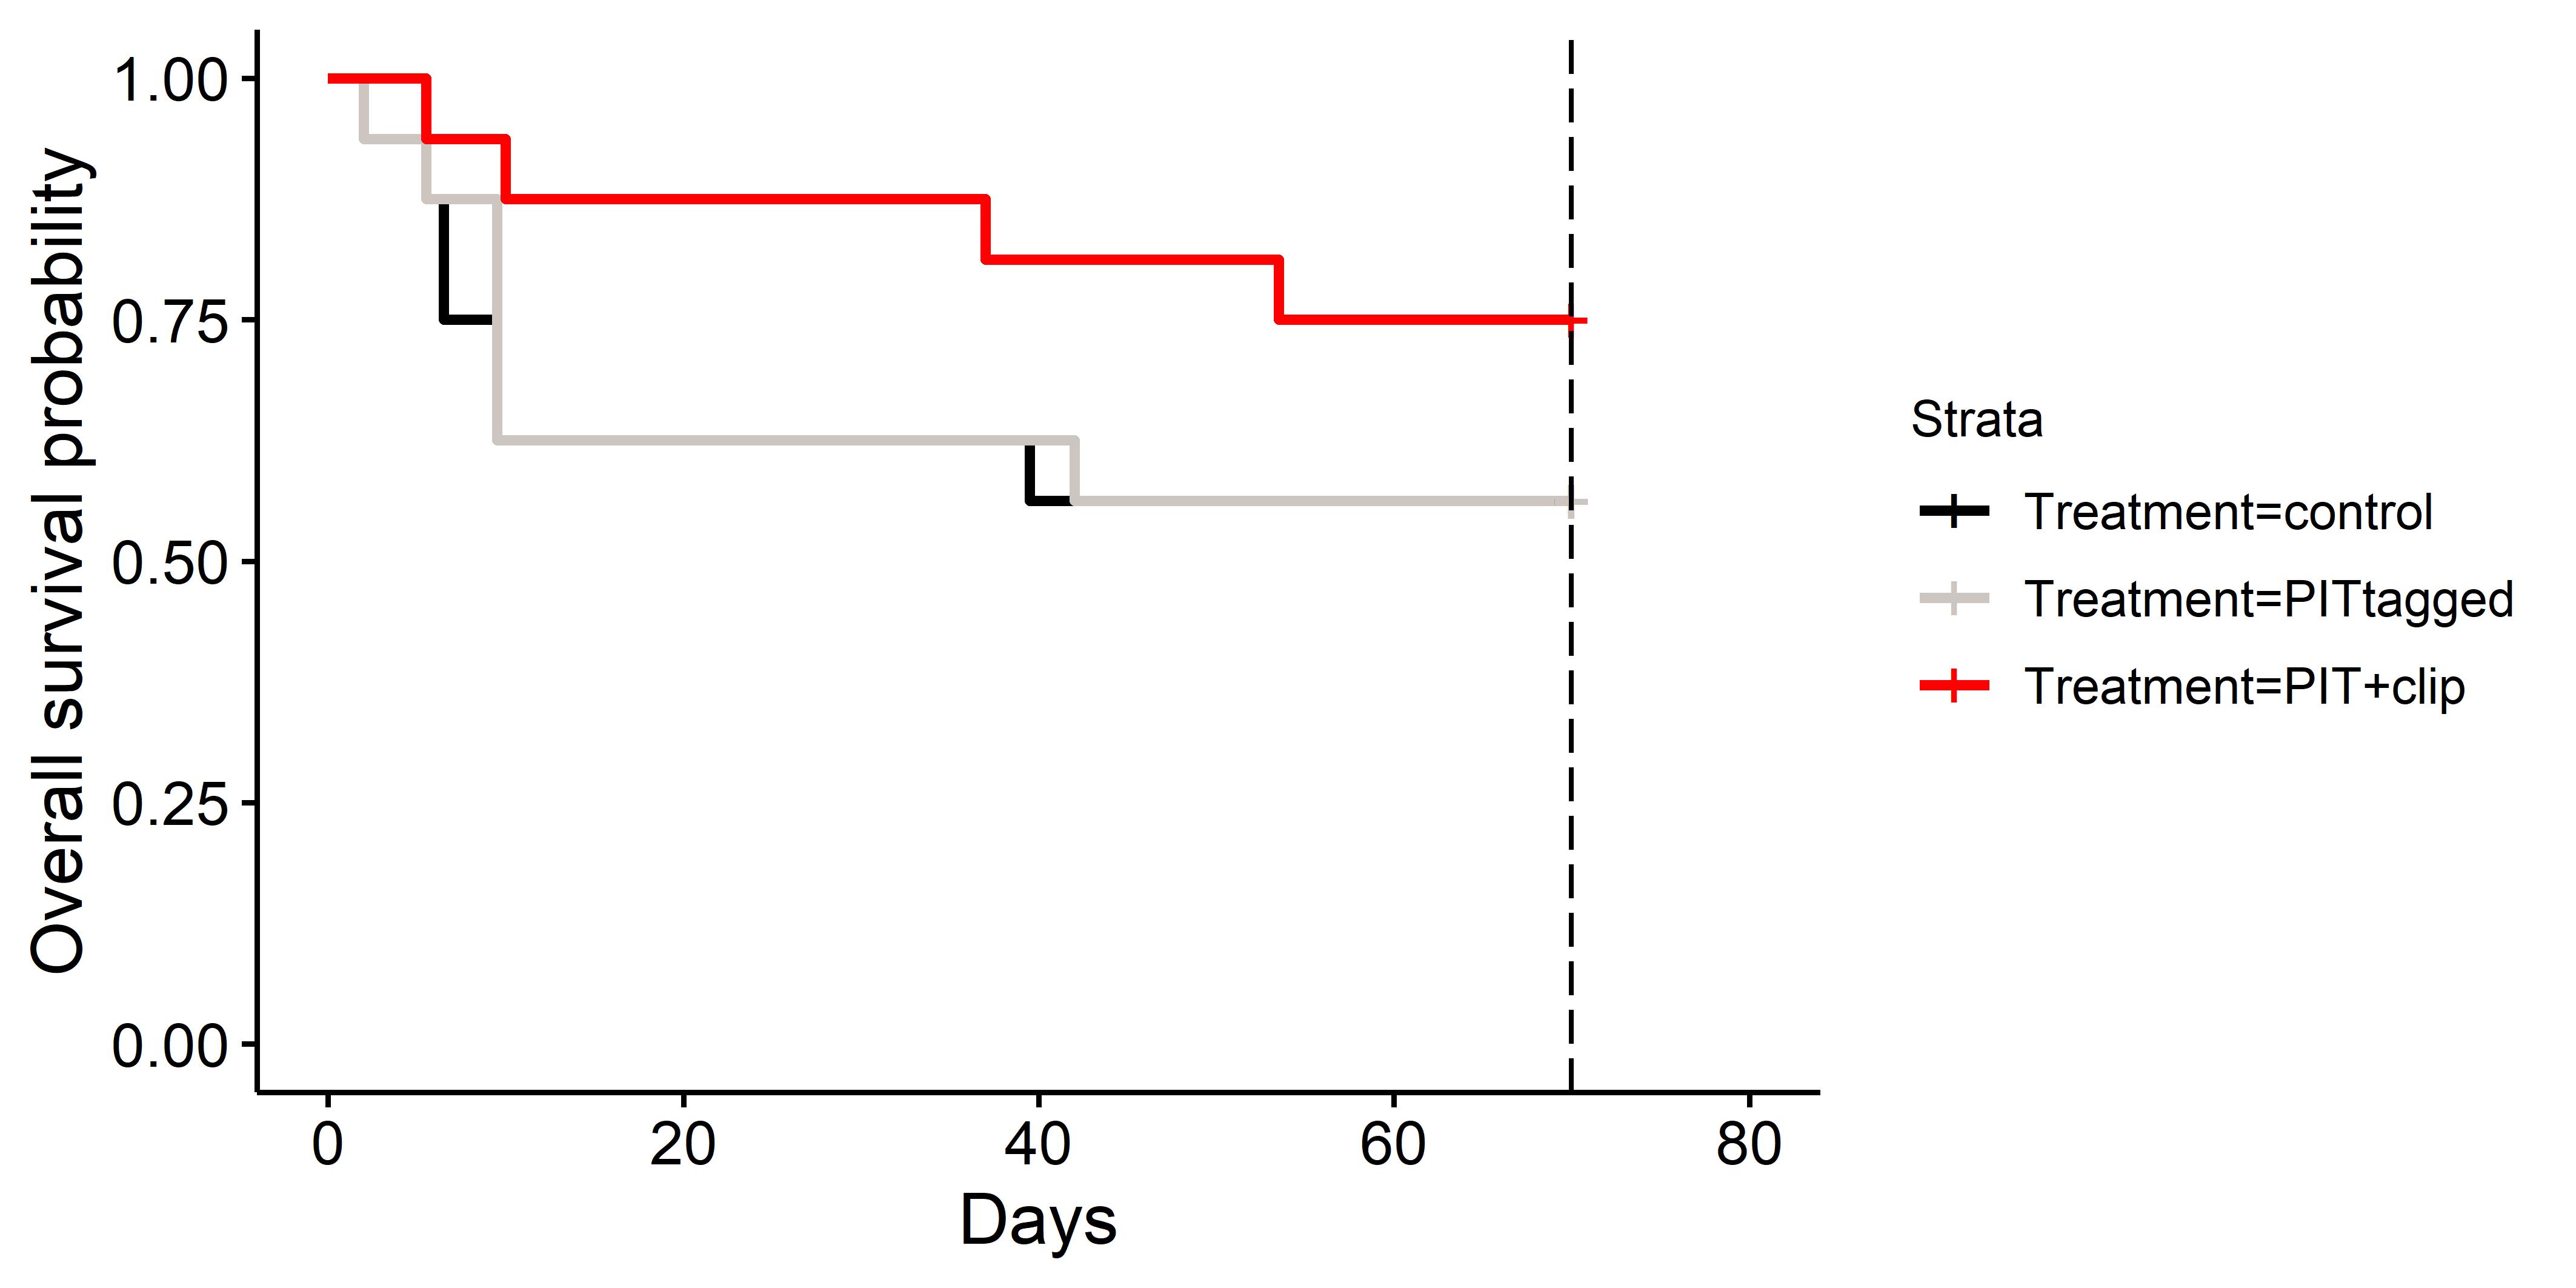 Overall survival probability
1.00
0.75
0.50
0.25
0.00
0 20 40 60 80
Days
Strata
Treatment=control
Treatment=PITtagged
Treatment=PIT+clip